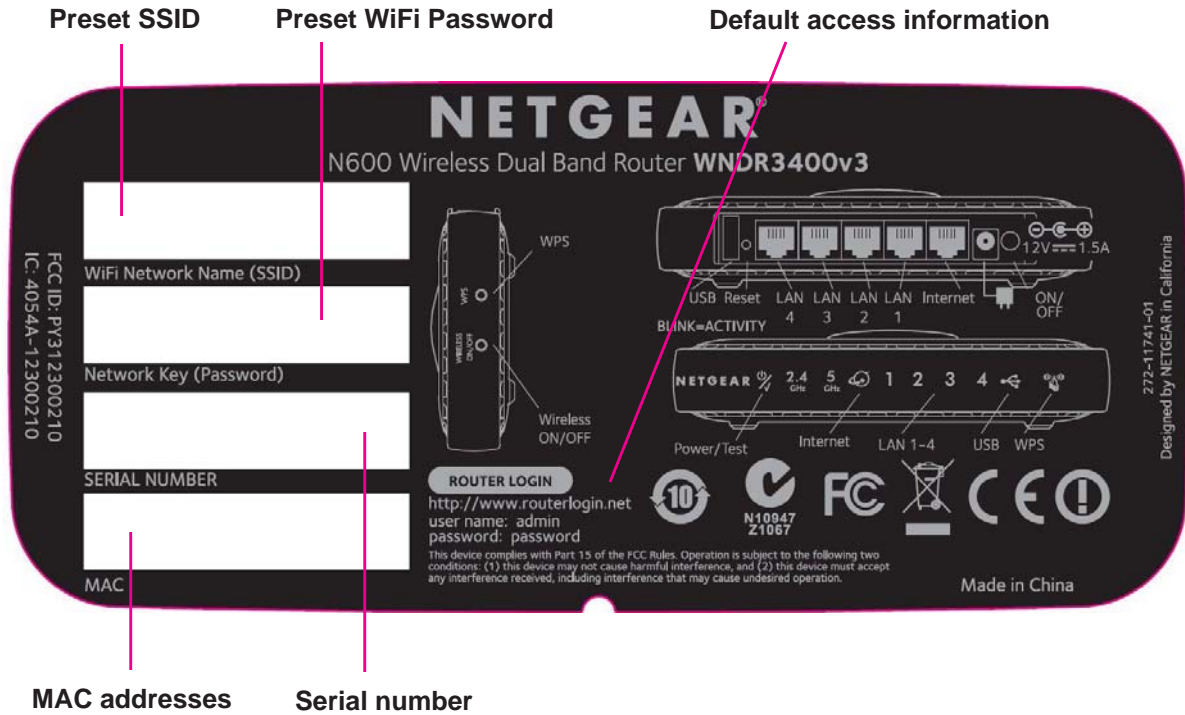 Preset SSID
Preset WiFi Password
Default access information
NETGEAR®
N600 Wireless Dual Band Router WNDR3400v3
WiFi Network Name (SSID)
Network Key (Password)
SERIAL NUMBER
MAC
FCC ID: PY312300210
IC: 4054A-12300210
WPS
WPS
WIRELESS
ON/OFF
Wireless
ON/OFF
12V 1.5A
USB Reset LAN 4 LAN 3 LAN 2 LAN 1 Internet ON/OFF
BLINK=ACTIVITY
NETGEAR 2.4 GHz 5 GHz 1 2 3 4
Power/Test Internet LAN 1-4 USB WPS
ROUTER LOGIN
http://www.routerlogin.net
user name: admin
password: password
10
N10947
Z1067
FC
CE
This device complies with Part 15 of the FCC Rules. Operation is subject to the following two
conditions: (1) this device may not cause harmful interference, and (2) this device must accept
any interference received, including interference that may cause undesired operation.
Made in China
272-11741-01
Designed by NETGEAR in California
MAC addresses
Serial number